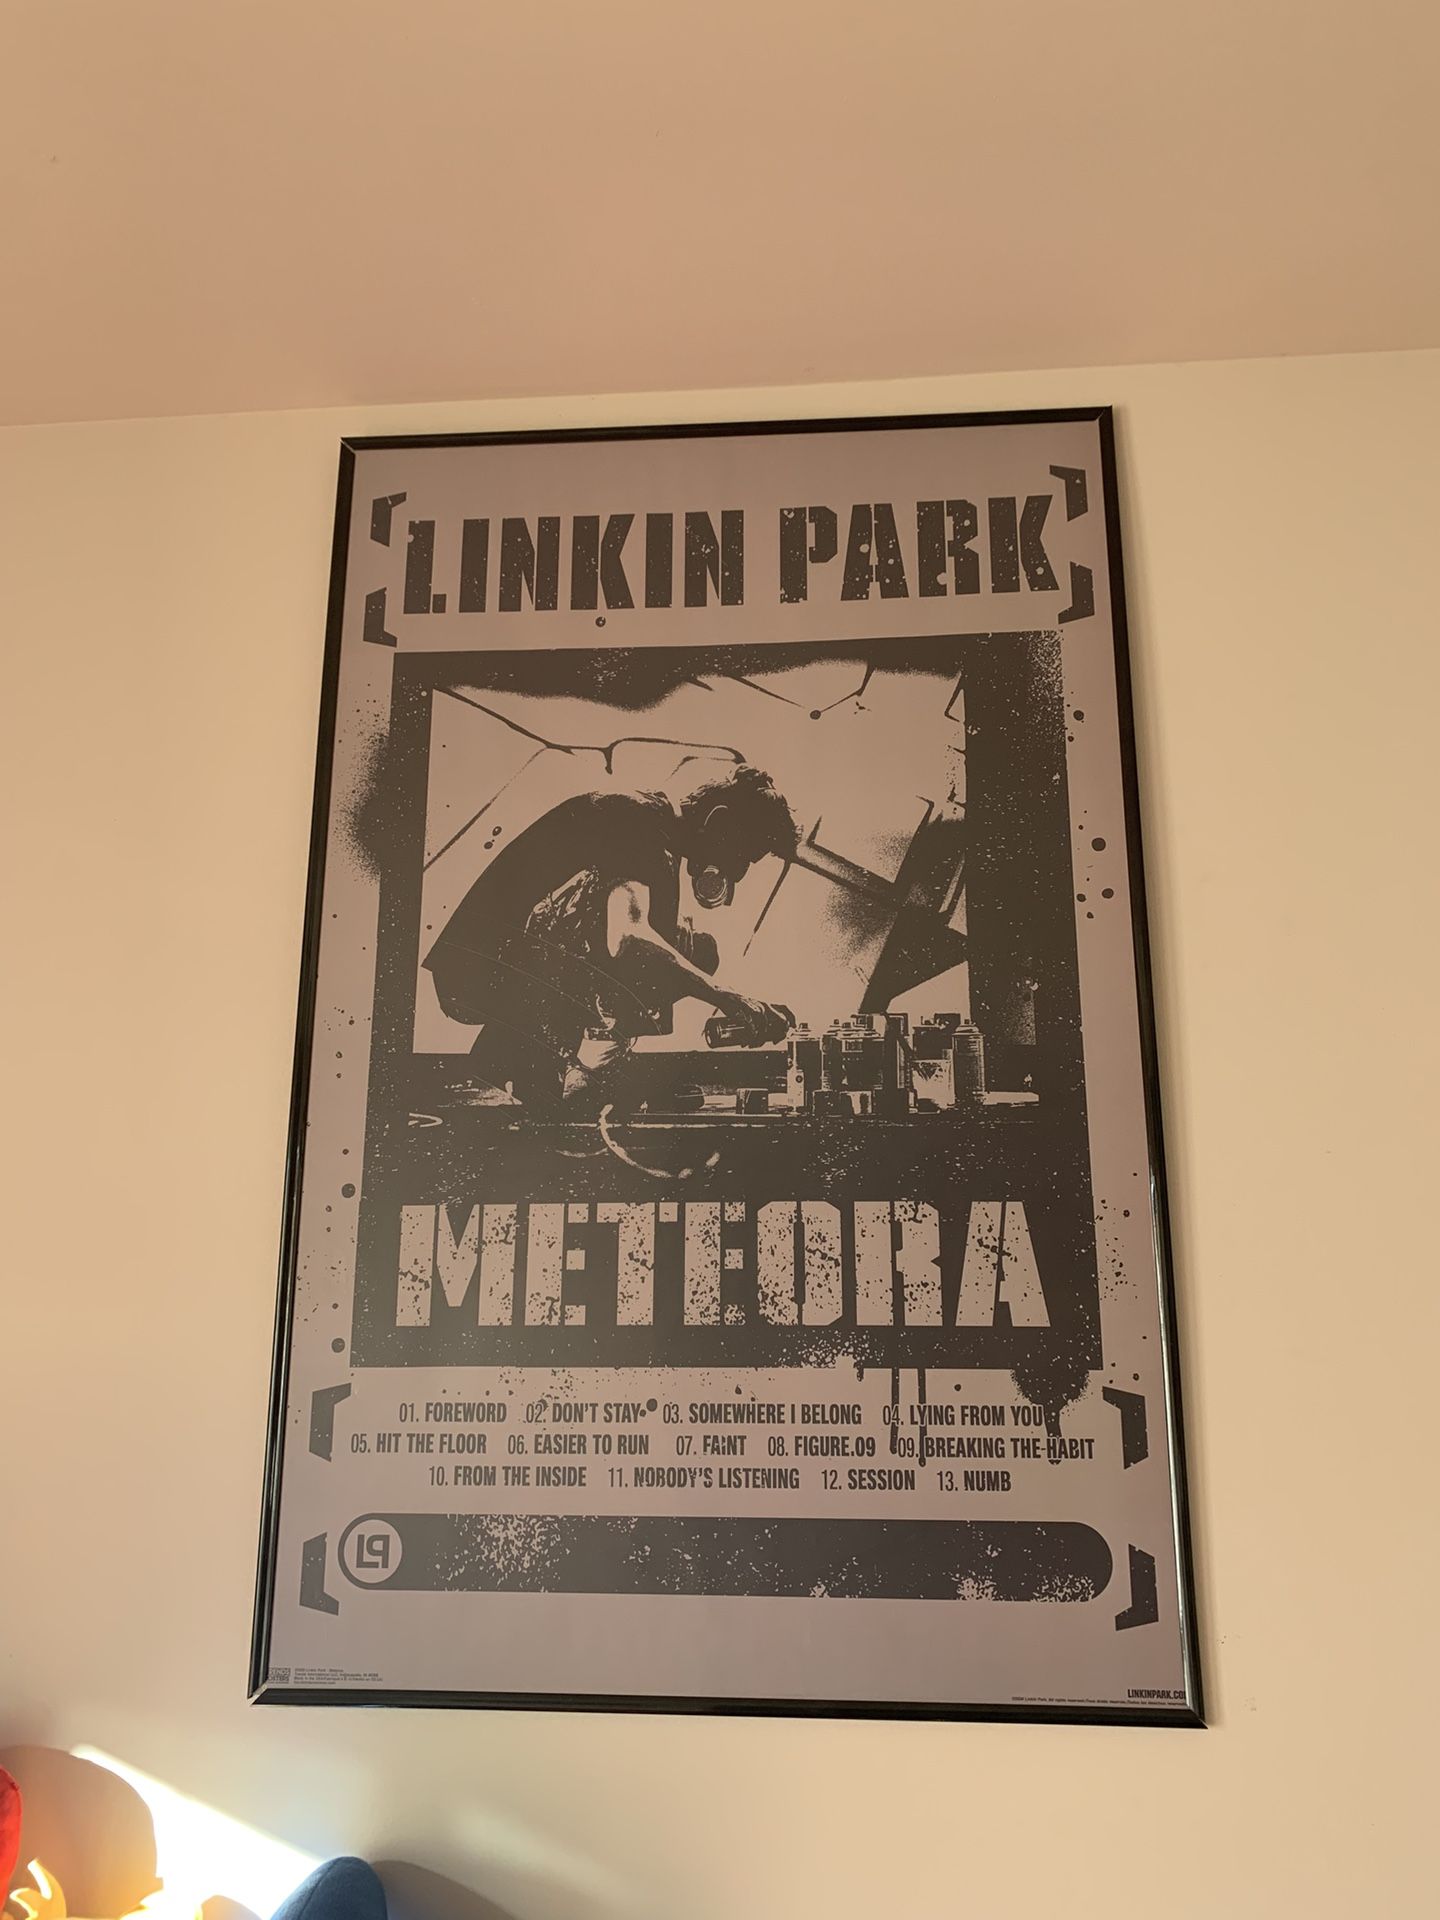 LINKIN PARK
METEORA
01. FOREWORD 02. DON'T STAY 03. SOMEWHERE I BELONG 04. LYING FROM YOU
05. HIT THE FLOOR 06. EASIER TO RUN 07. FAINT 08. FIGURE.09 09. BREAKING THE HABIT
10. FROM THE INSIDE 11. NOBODY'S LISTENING 12. SESSION 13. NUMB
LP
LINKINPARK.CO